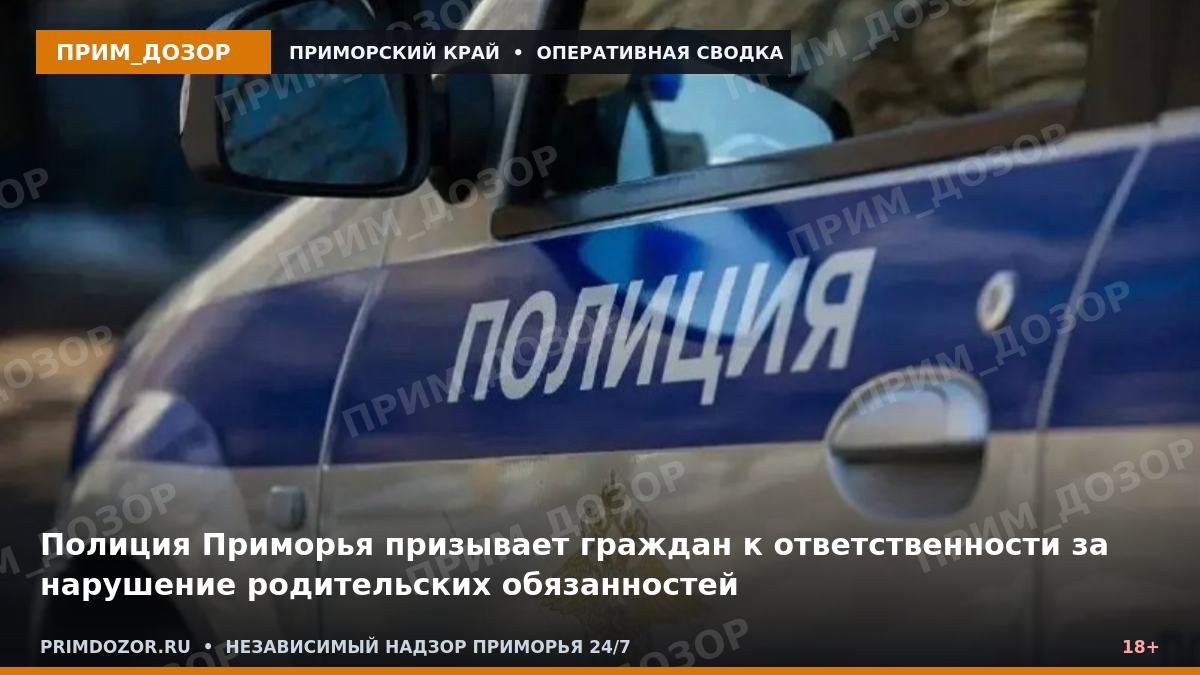 ПРИМ_ДОЗОР
ПРИМОРСКИЙ КРАЙ • ОПЕРАТИВНАЯ СВОДКА
ПОЛИЦИЯ
Полиция Приморья призывает граждан к ответственности за
нарушение родительских обязанностей
PRIMDOZOR.RU • НЕЗАВИСИМЫЙ НАДЗОР ПРИМОРЬЯ 24/7
18+